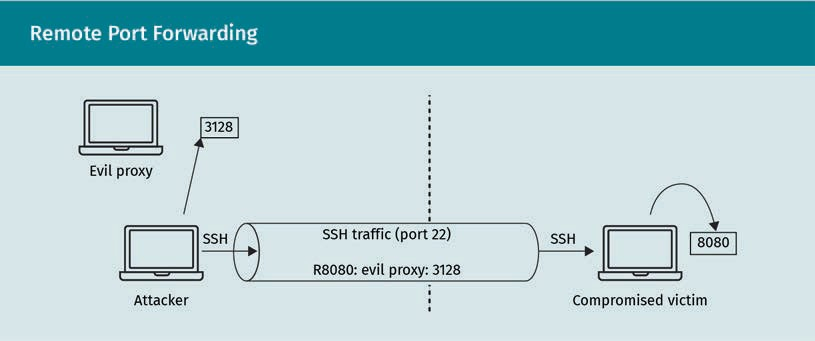 Remote Port Forwarding
3128
Evil proxy
SSH
SSH traffic (port 22)
SSH
8080
R8080: evil proxy: 3128
Attacker
Compromised victim